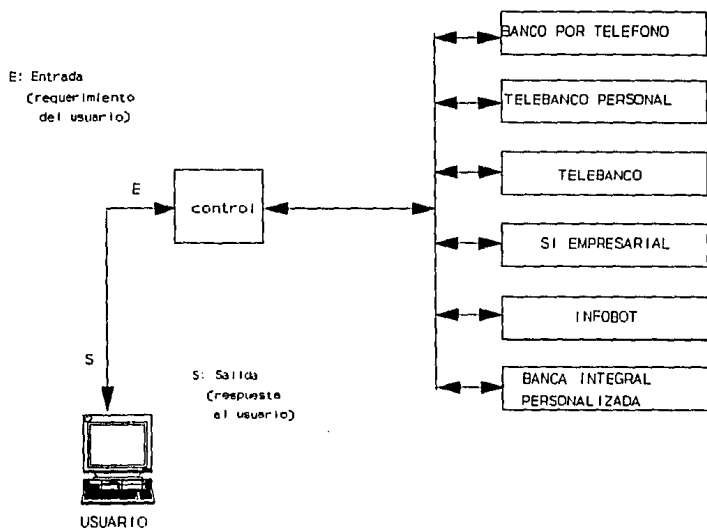 BANCO POR TELEFONO
E: Entrada
(requerimiento
del usuario)
TELEBANCO PERSONAL
TELEBANCO
E
control
SI EMPRESARIAL
INFOBOT
S
S: Salida
(respuesta
al usuario)
BANCA INTEGRAL
PERSONALIZADA
USUARIO